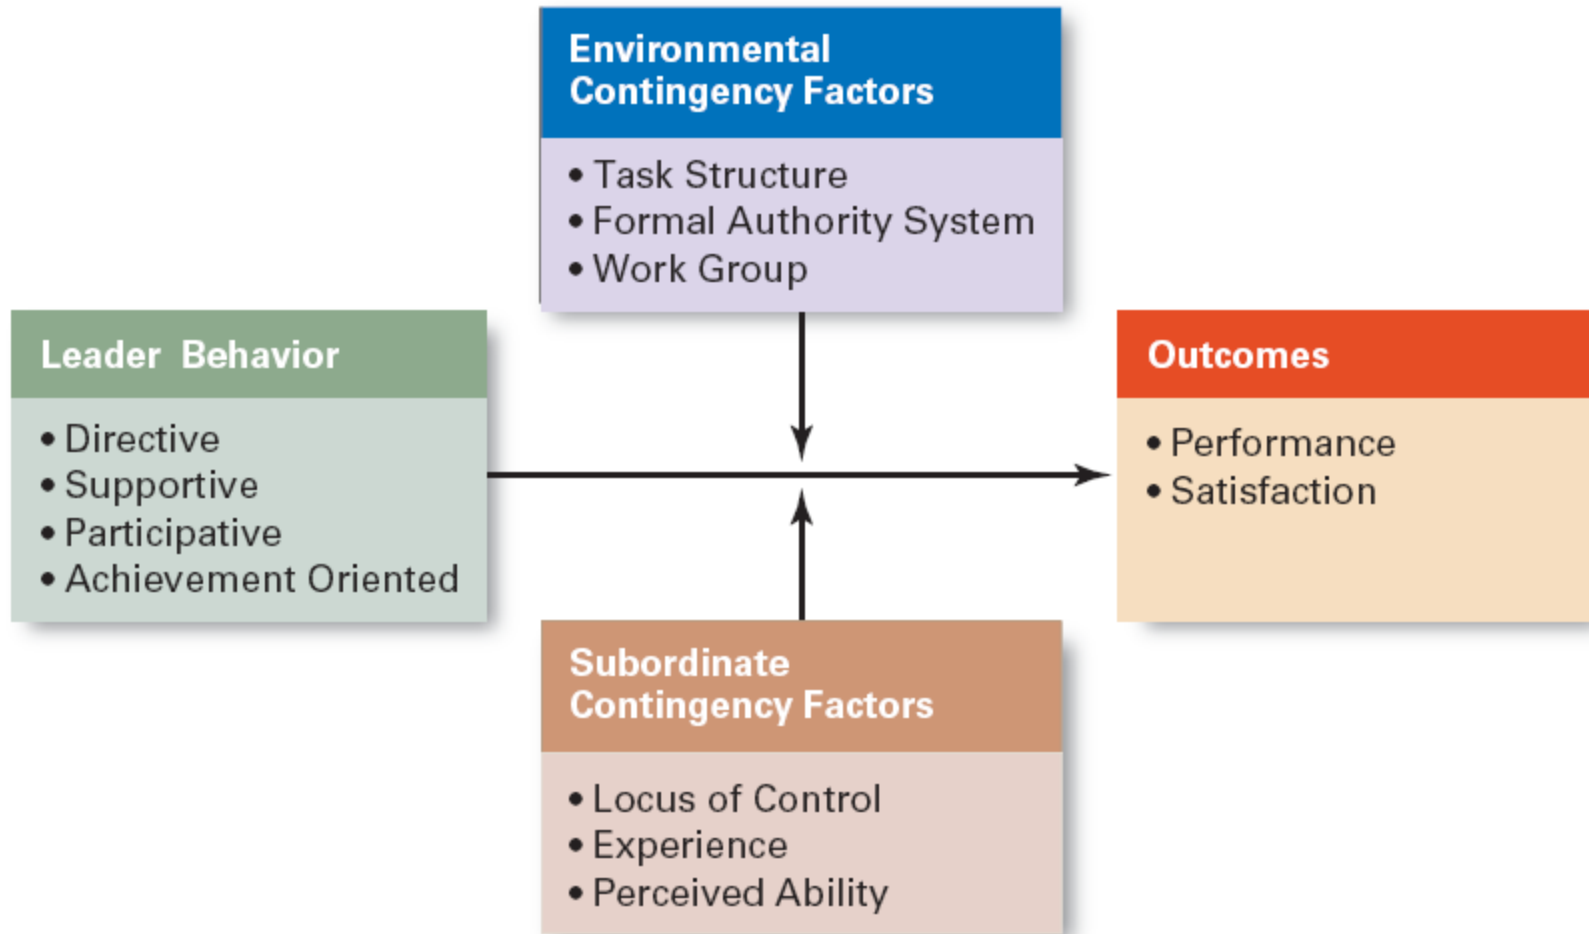 Environmental
Contingency Factors
• Task Structure
• Formal Authority System
• Work Group
Leader Behavior
• Directive
• Supportive
• Participative
• Achievement Oriented
Outcomes
• Performance
• Satisfaction
Subordinate
Contingency Factors
• Locus of Control
• Experience
• Perceived Ability